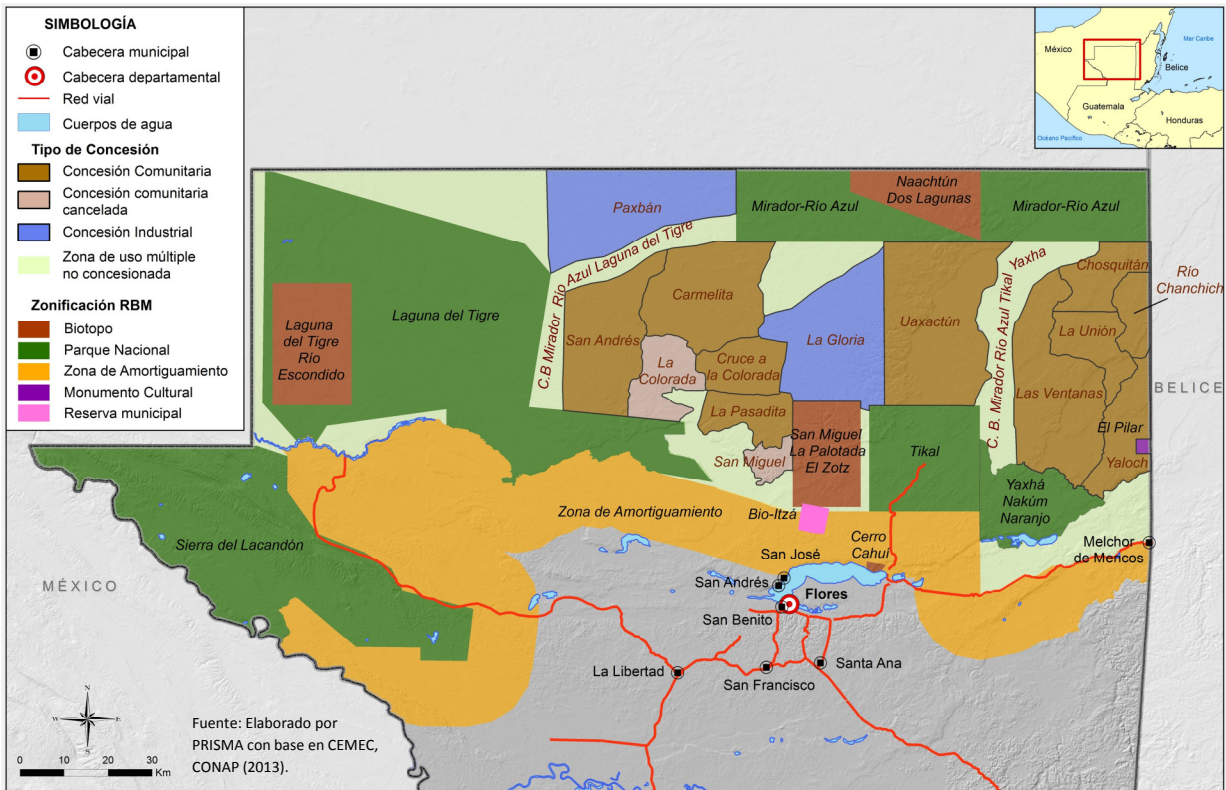 SIMBOLOGÍA
Cabecera municipal
Cabecera departamental
Red vial
Cuerpos de agua
Tipo de Concesión
Concesión Comunitaria
Concesión comunitaria
cancelada
Concesión Industrial
Zona de uso múltiple
no concesionada
Zonificación RBM
Biotopo
Parque Nacional
Zona de Amortiguamiento
Monumento Cultural
Reserva municipal
México
Mar Caribe
Belice
Guatemala
Honduras
Océano Pacífico
Paxbán
Mirador-Río Azul
Naachtún
Dos Lagunas
Mirador-Río Azul
C.B Mirador Río Azul Laguna del Tigre
C. B. Mirador Río Azul Tikal Yaxha
Chosquitán
Río
Chanchich
Laguna
del Tigre
Río
Escondido
Laguna del Tigre
San Andrés
Carmelita
La
Colorada
Cruce a
la Colorada
La Gloria
Uaxactún
La Unión
Las Ventanas
BELICE
La Pasadita
San Miguel
San Miguel
La Palotada
El Zotz
Tikal
El Pilar
Yaloch
Yaxhá
Nakúm
Naranjo
Zona de Amortiguamiento
Bio-Itzá
Cerro
Cahuí
Melchor
de Mencos
Sierra del Lacandón
MÉXICO
San José
San Andrés
Flores
San Benito
La Libertad
San Francisco
Santa Ana
N
W
E
S
0 10 20 30
Km
Fuente: Elaborado por
PRISMA con base en CEMEC,
CONAP (2013).